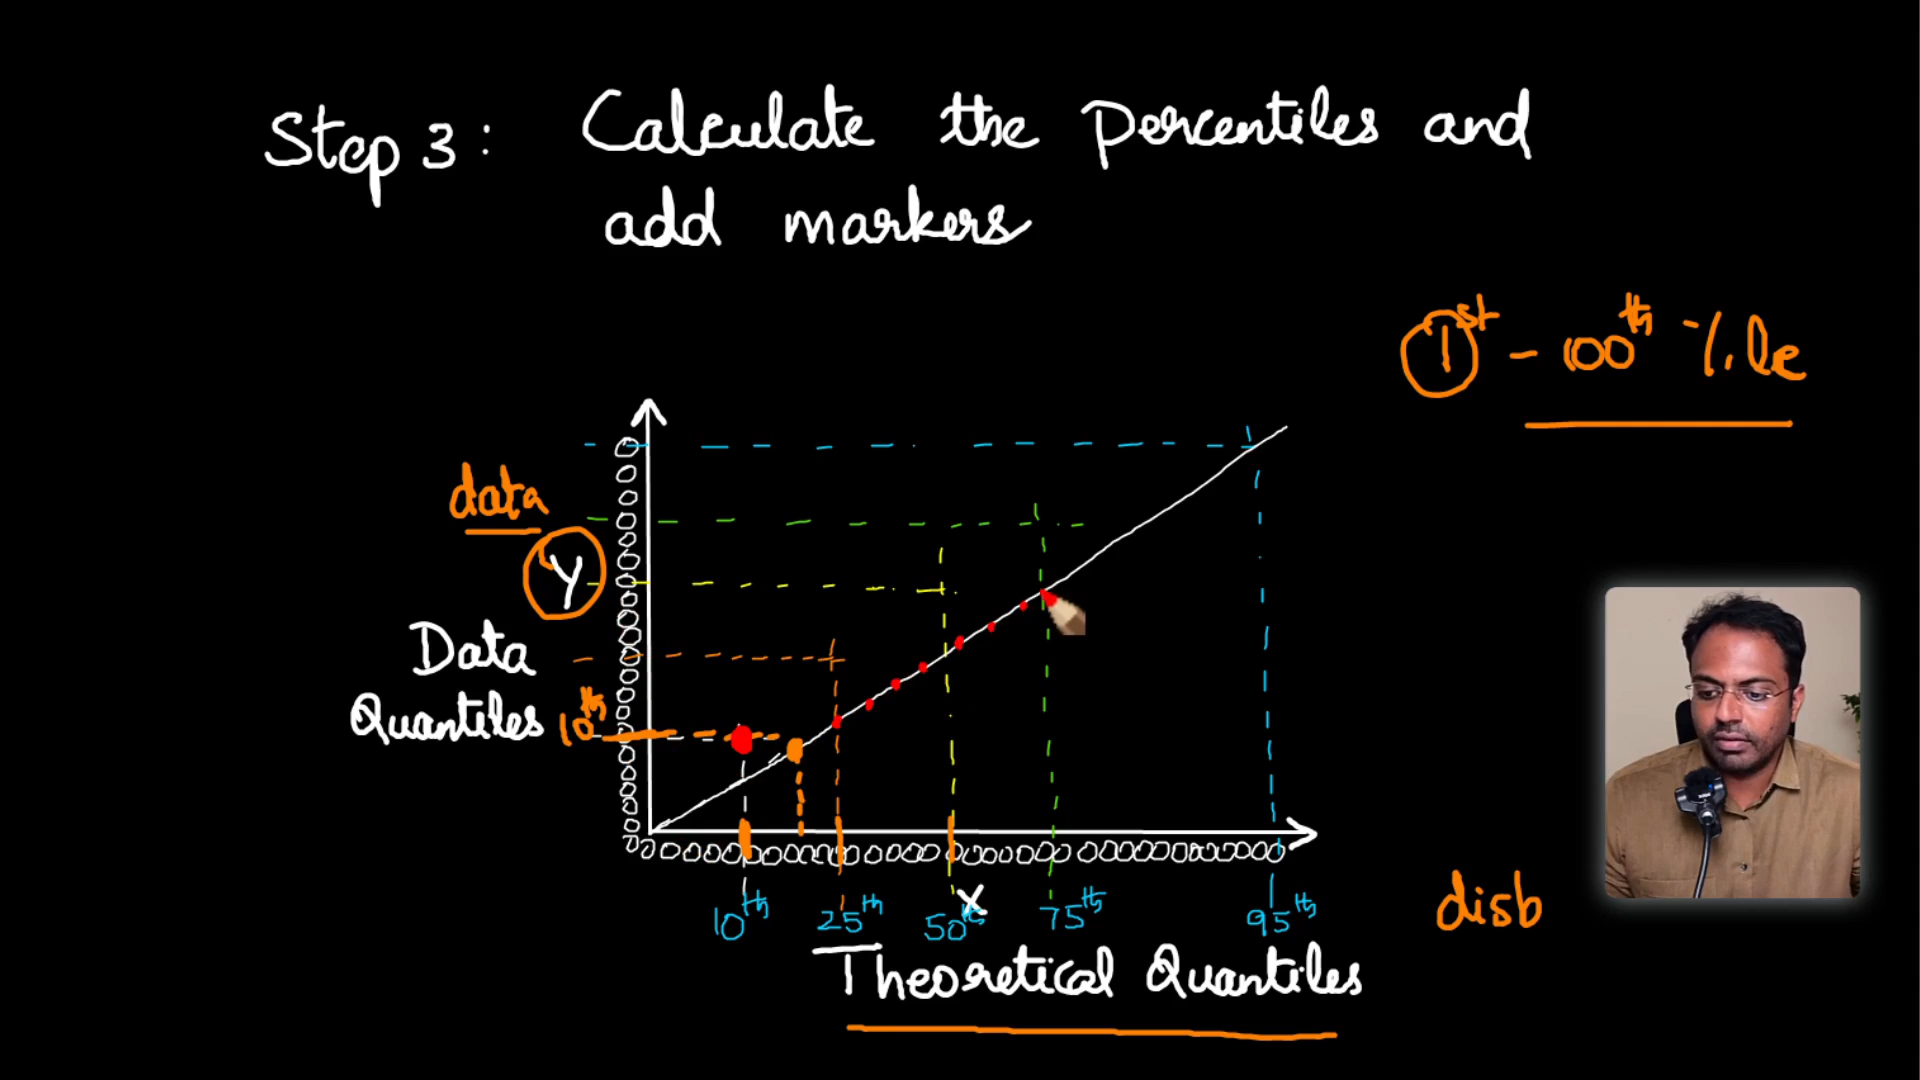 Step 3: Calculate the Percentiles and
add markers
1st - 100th %ile
data
Y
Data
Quantiles
10th
10th 25th 50th 75th 95th
X
Theoretical Quantiles
disb